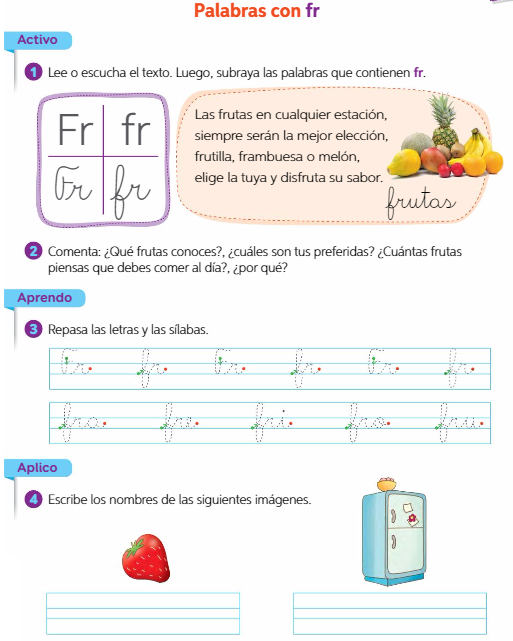 Palabras con fr
Activo
1 Lee o escucha el texto. Luego, subraya las palabras que contienen fr.
Fr fr
Fr fr
Las frutas en cualquier estación,
siempre serán la mejor elección,
frutilla, frambuesa o melón,
elige la tuya y disfruta su sabor.
frutas
2 Comenta: ¿Qué frutas conoces?, ¿cuáles son tus preferidas? ¿Cuántas frutas
piensas que debes comer al día?, ¿por qué?
Aprendo
3 Repasa las letras y las sílabas.
Fr fr Fr fr Fr fr
fra fre fri fro fru
Aplico
4 Escribe los nombres de las siguientes imágenes.